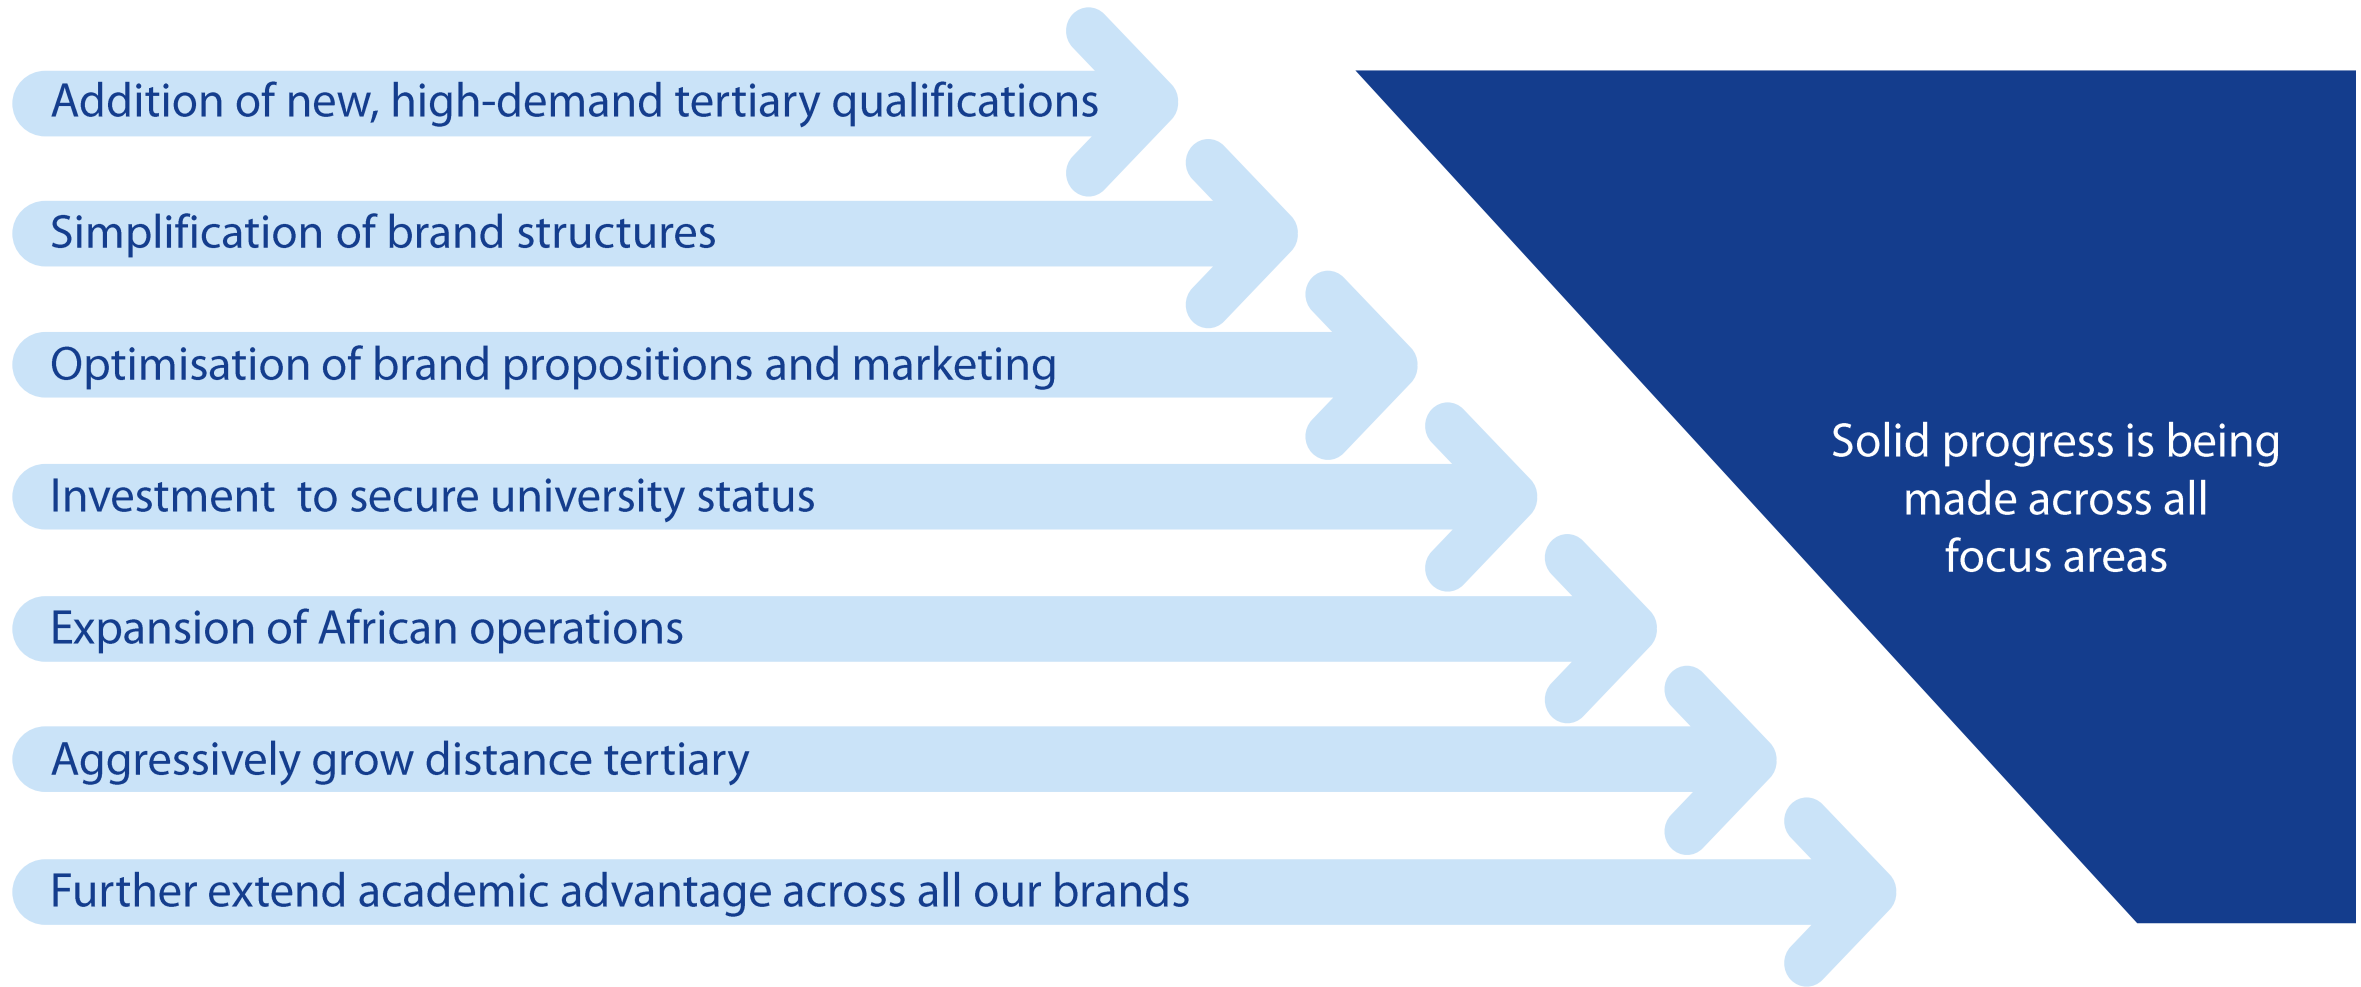 Addition of new, high-demand tertiary qualifications
Simplification of brand structures
Optimisation of brand propositions and marketing
Investment  to secure university status
Expansion of African operations
Aggressively grow distance tertiary
Further extend academic advantage across all our brands
Solid progress is being
made across all
focus areas